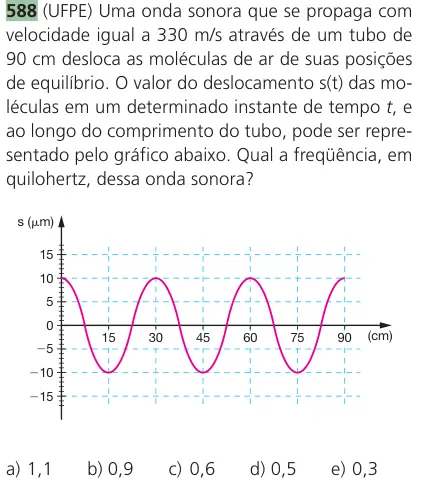 588 (UFPE) Uma onda sonora que se propaga com
velocidade igual a 330 m/s através de um tubo de
90 cm desloca as moléculas de ar de suas posições
de equilíbrio. O valor do deslocamento s(t) das mo-
léculas em um determinado instante de tempo t, e
ao longo do comprimento do tubo, pode ser repre-
sentado pelo gráfico abaixo. Qual a freqüência, em
quilohertz, dessa onda sonora?
s (μm)
15
10
5
0
15 30 45 60 75 90 (cm)
−5
−10
−15
a) 1,1 b) 0,9 c) 0,6 d) 0,5 e) 0,3